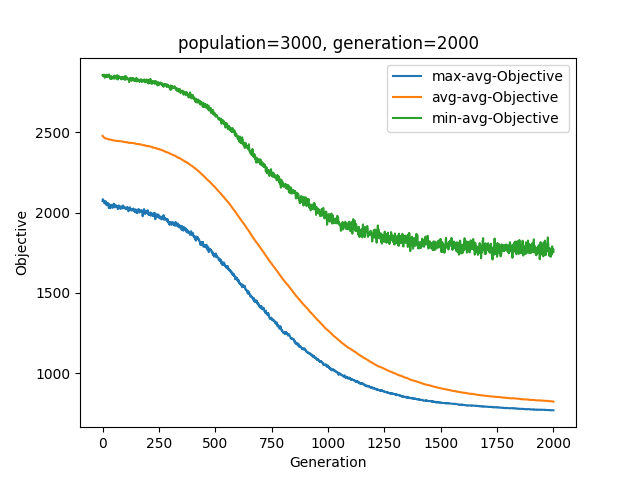 population=3000, generation=2000
max-avg-Objective
avg-avg-Objective
min-avg-Objective
2500
2000
1500
1000
Objective
0
250
500
750
1000
1250
1500
1750
2000
Generation